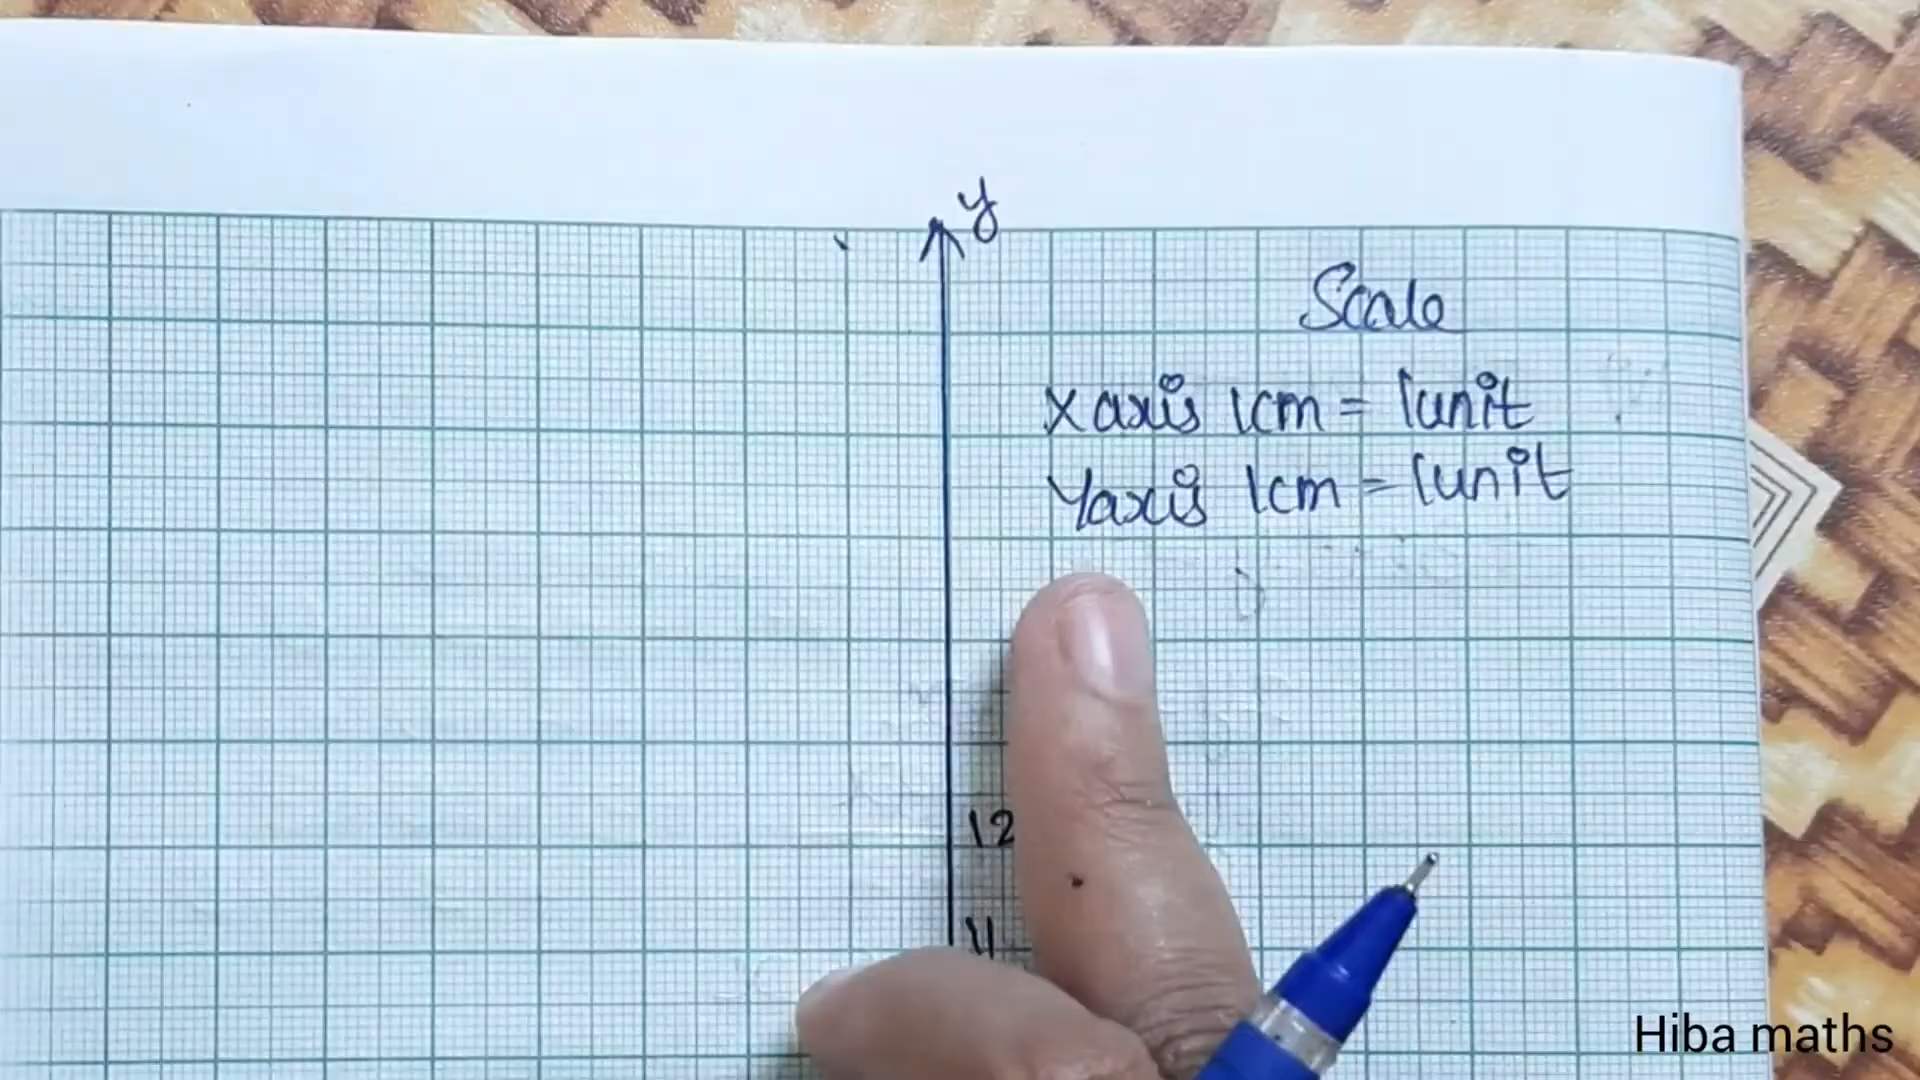 y
Scale
X axis 1cm = 1unit
Y axis 1cm = 1unit
12
11
Hiba maths